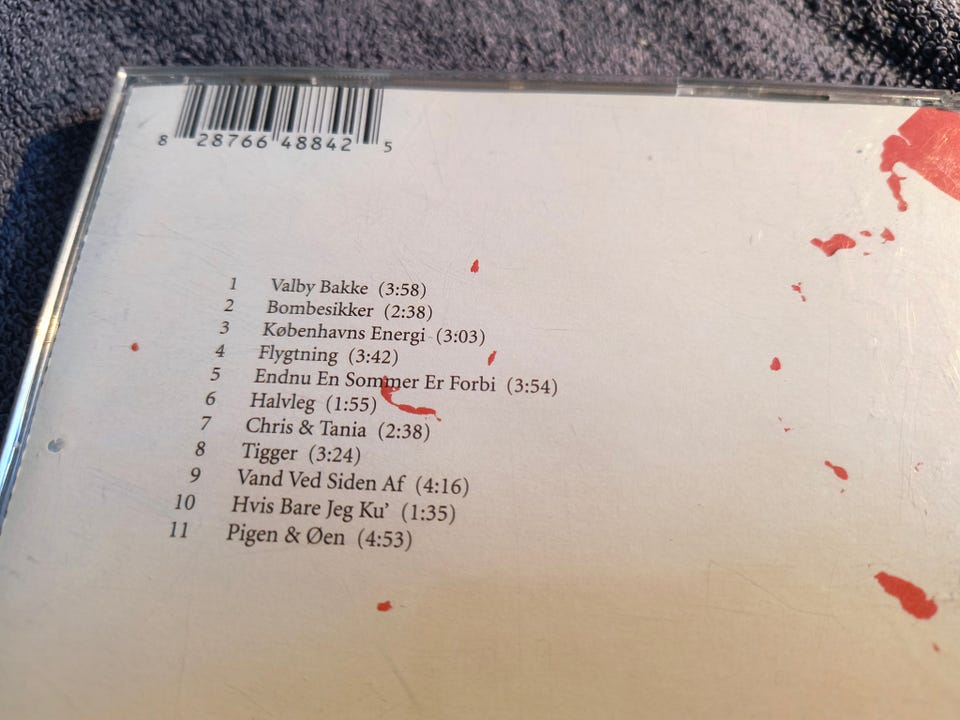 8 28766 48842 5
1 Valby Bakke (3:58)
2 Bombesikker (2:38)
3 Københavns Energi (3:03)
4 Flygtning (3:42)
5 Endnu En Sommer Er Forbi (3:54)
6 Halvleg (1:55)
7 Chris & Tania (2:38)
8 Tigger (3:24)
9 Vand Ved Siden Af (4:16)
10 Hvis Bare Jeg Ku’ (1:35)
11 Pigen & Øen (4:53)